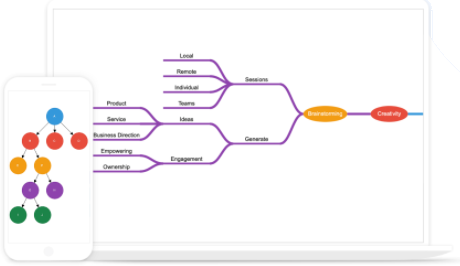 Local
Remote
Individual
Teams
Sessions
Product
Service
Business Direction
Ideas
Empowering
Ownership
Engagement
Generate
Brainstorming
Creativity